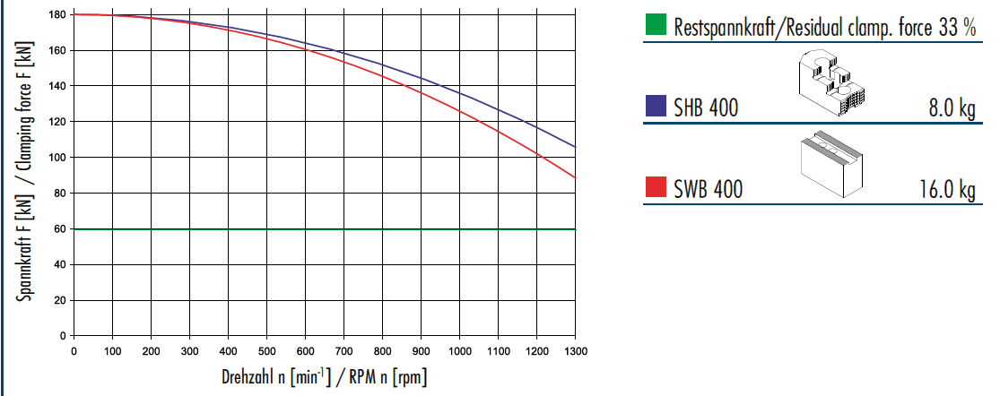 180
160
140
120
100
80
60
40
20
0
Spannkraft F [kN] / Clamping force F [kN]
0 100 200 300 400 500 600 700 800 900 1000 1100 1200 1300
Drehzahl n [min⁻¹] / RPM n [rpm]
Restspannkraft/Residual clamp. force 33 %
SHB 400 8.0 kg
SWB 400 16.0 kg